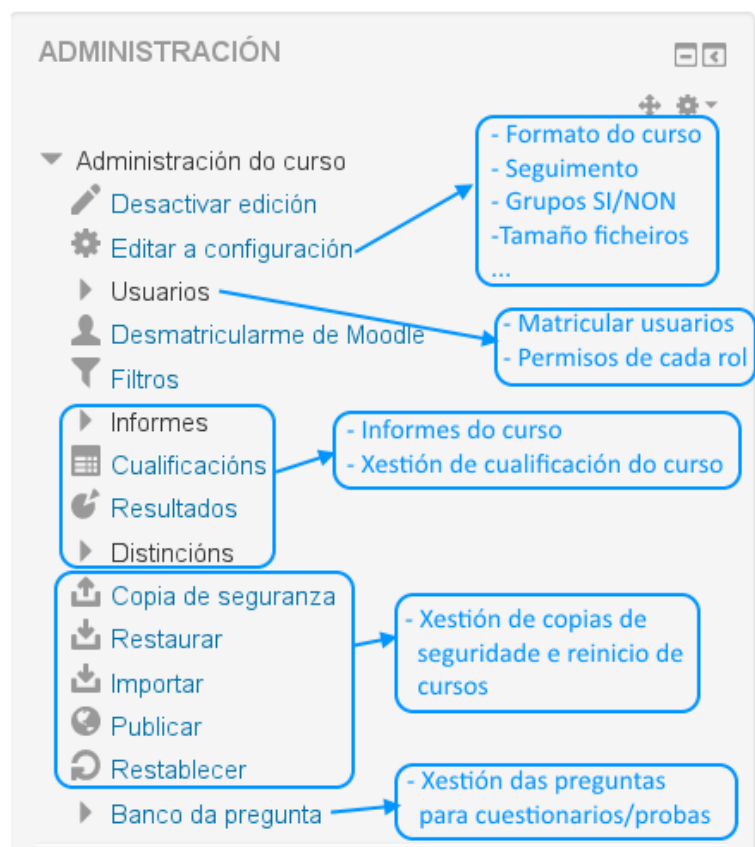 ADMINISTRACIÓN
Administración do curso
Desactivar edición
Editar a configuración
- Formato do curso
- Seguimento
- Grupos SI/NON
-Tamaño ficheiros
...
Usuarios
Desmatricularme de Moodle
- Matricular usuarios
- Permisos de cada rol
Filtros
Informes
Cualificacións
Resultados
Distincións
- Informes do curso
- Xestión de cualificación do curso
Copia de seguranza
Restaurar
Importar
Publicar
Restablecer
- Xestión de copias de
seguridade e reinicio de
cursos
Banco da pregunta
- Xestión das preguntas
para cuestionarios/probas